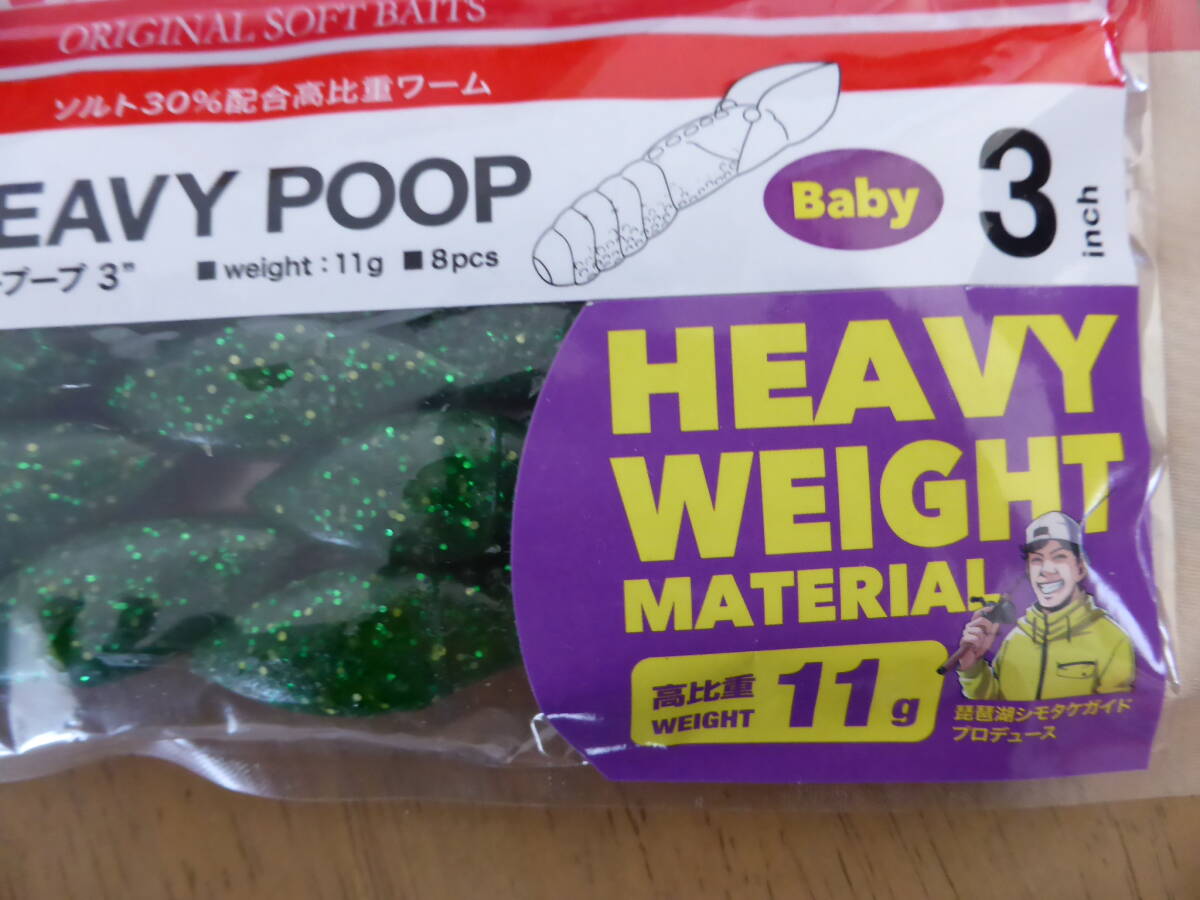 ORIGINAL SOFT BAITS
ソルト30%配合高比重ワーム
EAVY POOP
Baby
3
inch
プープ 3"
■weight:11g ■8pcs
HEAVY
WEIGHT
MATERIAL
高比重
WEIGHT
11g
琵琶湖シモタケガイド
プロデュース